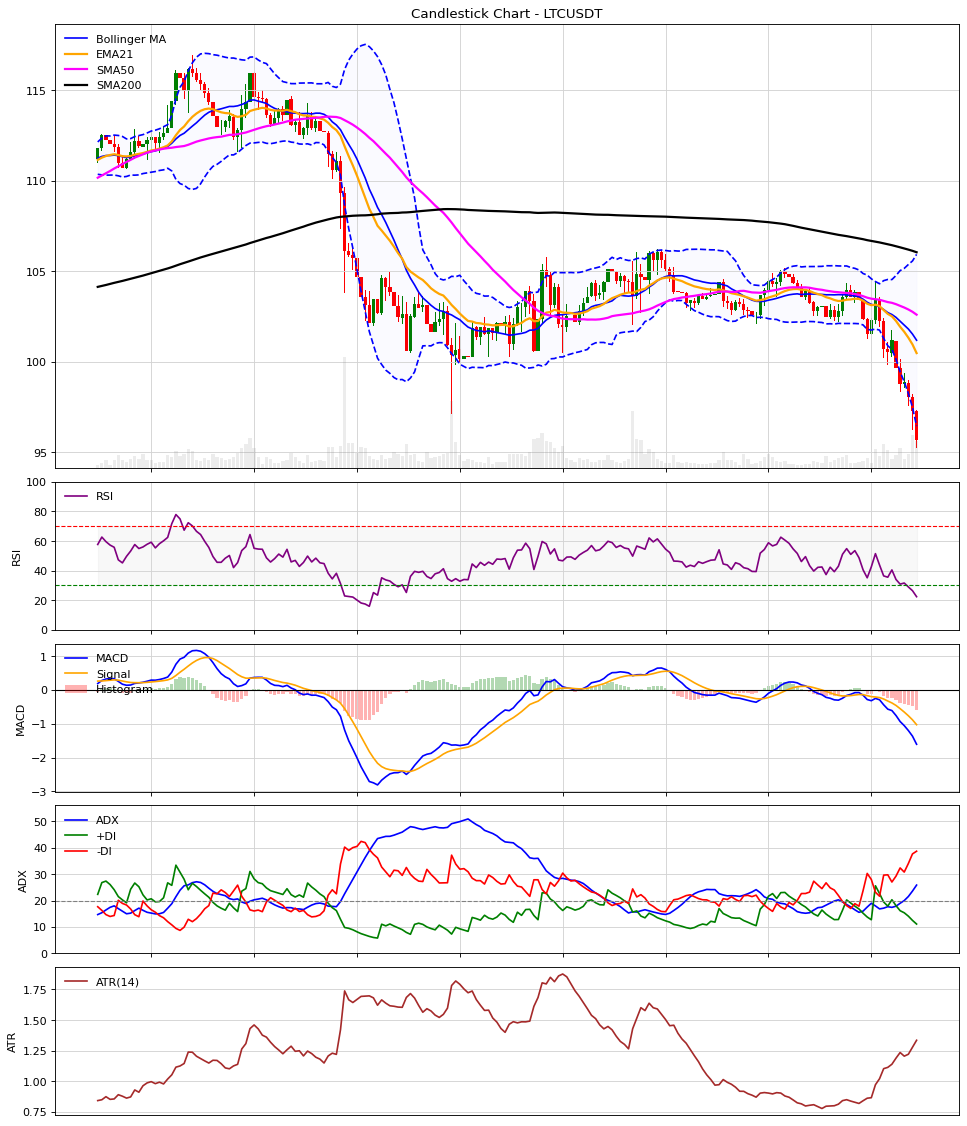 Candlestick Chart - LTCUSDT
Bollinger MA
EMA21
SMA50
SMA200
115
110
105
100
95
RSI
RSI
100
80
60
40
20
0
MACD
Signal
Histogram
MACD
1
0
−1
−2
−3
ADX
+DI
-DI
ADX
50
40
30
20
10
0
ATR(14)
ATR
1.75
1.50
1.25
1.00
0.75